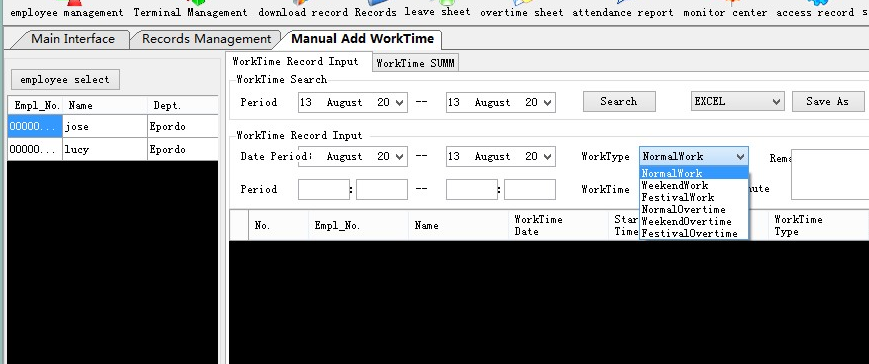 employee management Terminal Management download record Records leave sheet overtime sheet attendance report monitor center access record s
Main Interface Records Management Manual Add WorkTime
employee select
Empl_No. Name Dept.
00000... jose Epordo
00000... lucy Epordo
WorkTime Record Input WorkTime SUMM
WorkTime Search
Period 13 August 20 -- 13 August 20 Search EXCEL Save As
WorkTime Record Input
Date Period: August 20 -- 13 August 20 WorkType NormalWork Rema
NormalWork
WeekendWork
Period : -- : WorkTime FestivalWork nute
NormalOvertime
WeekendOvertime
FestivalOvertime
No. Empl_No. Name WorkTime Date Star Time WorkTime Type